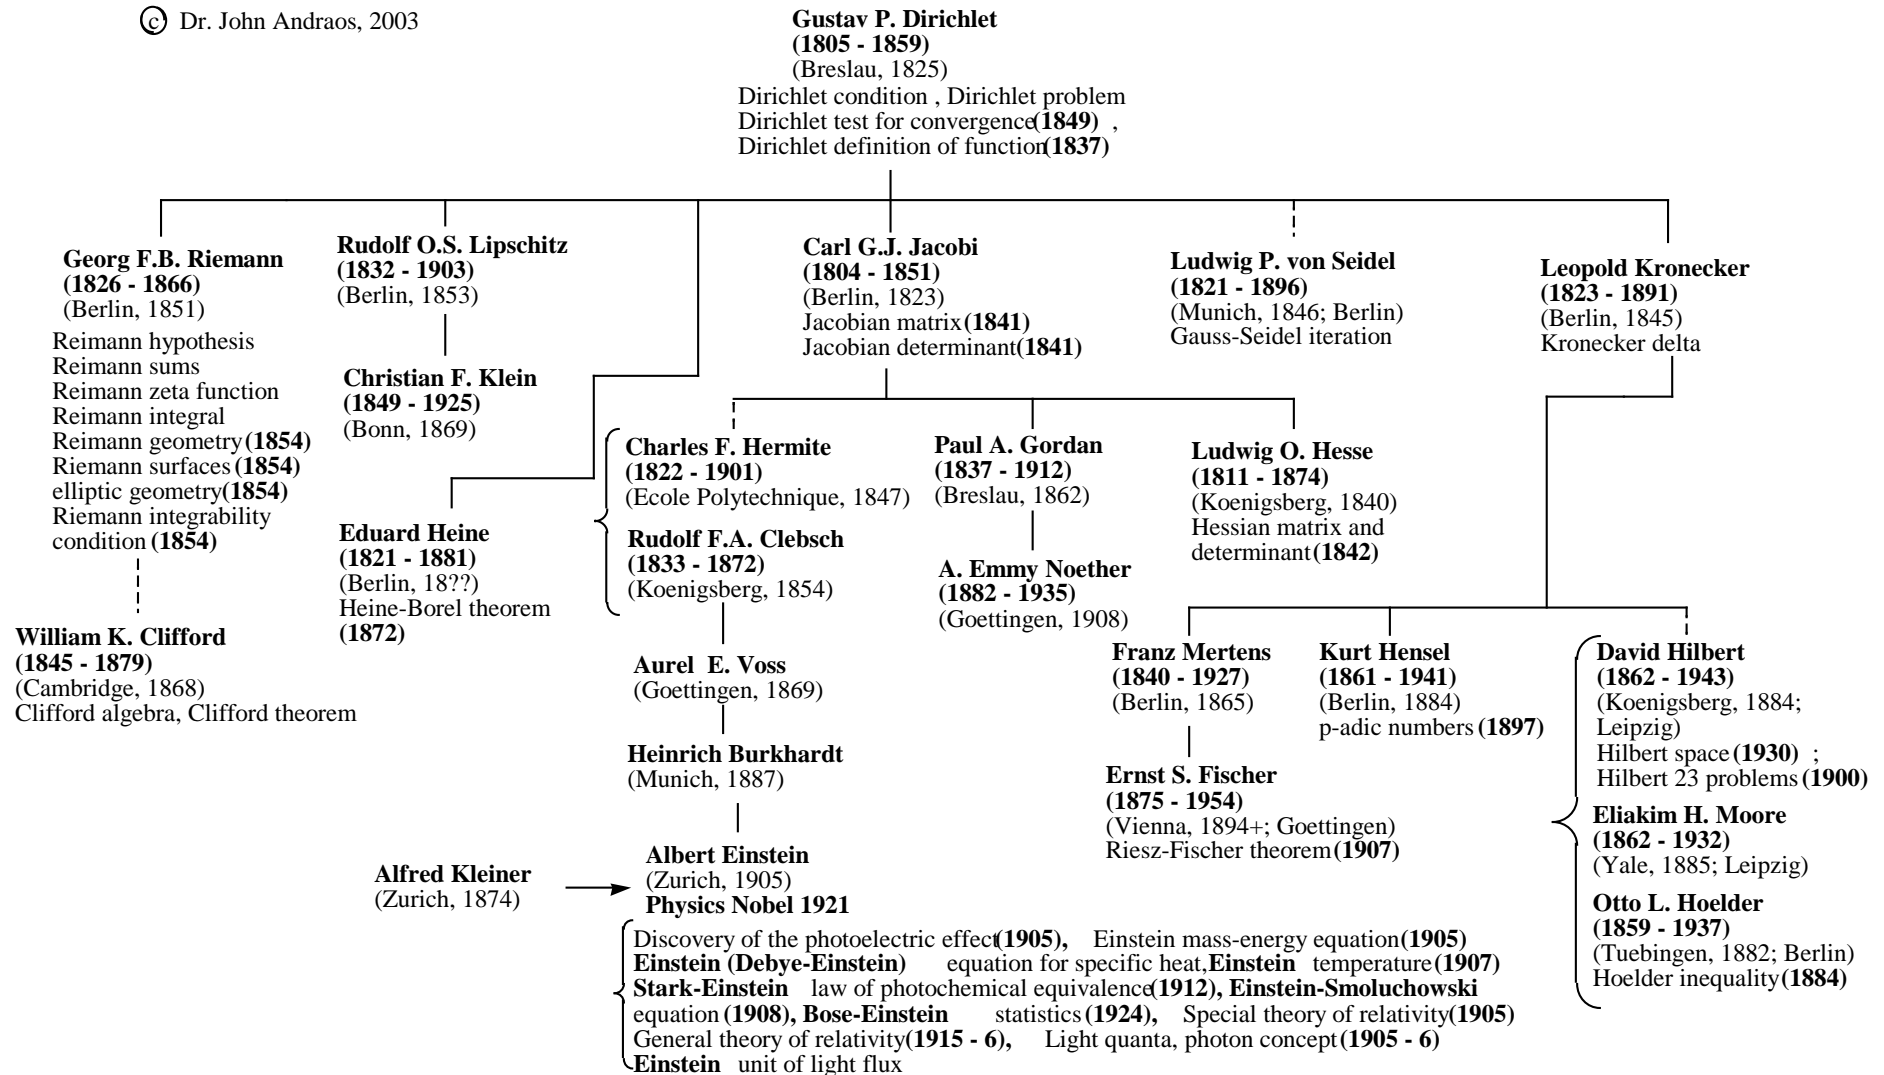 © Dr. John Andraos, 2003
Gustav P. Dirichlet
(1805 - 1859)
(Breslau, 1825)
Dirichlet condition , Dirichlet problem
Dirichlet test for convergence(1849) ,
Dirichlet definition of function(1837)
Georg F.B. Riemann
(1826 - 1866)
(Berlin, 1851)
Reimann hypothesis
Reimann sums
Reimann zeta function
Reimann integral
Reimann geometry (1854)
Riemann surfaces (1854)
elliptic geometry(1854)
Riemann integrability
condition (1854)
William K. Clifford
(1845 - 1879)
(Cambridge, 1868)
Clifford algebra, Clifford theorem
Rudolf O.S. Lipschitz
(1832 - 1903)
(Berlin, 1853)
Christian F. Klein
(1849 - 1925)
(Bonn, 1869)
Eduard Heine
(1821 - 1881)
(Berlin, 18??)
Heine-Borel theorem
(1872)
Carl G.J. Jacobi
(1804 - 1851)
(Berlin, 1823)
Jacobian matrix (1841)
Jacobian determinant(1841)
Charles F. Hermite
(1822 - 1901)
(Ecole Polytechnique, 1847)
Rudolf F.A. Clebsch
(1833 - 1872)
(Koenigsberg, 1854)
Aurel E. Voss
(Goettingen, 1869)
Heinrich Burkhardt
(Munich, 1887)
Alfred Kleiner
(Zurich, 1874)
Albert Einstein
(Zurich, 1905)
Physics Nobel 1921
Discovery of the photoelectric effect(1905), Einstein mass-energy equation(1905)
Einstein (Debye-Einstein) equation for specific heat, Einstein temperature (1907)
Stark-Einstein law of photochemical equivalence(1912), Einstein-Smoluchowski
equation (1908), Bose-Einstein statistics (1924), Special theory of relativity(1905)
General theory of relativity(1915 - 6), Light quanta, photon concept (1905 - 6)
Einstein unit of light flux
Paul A. Gordan
(1837 - 1912)
(Breslau, 1862)
A. Emmy Noether
(1882 - 1935)
(Goettingen, 1908)
Ludwig O. Hesse
(1811 - 1874)
(Koenigsberg, 1840)
Hessian matrix and
determinant (1842)
Ludwig P. von Seidel
(1821 - 1896)
(Munich, 1846; Berlin)
Gauss-Seidel iteration
Leopold Kronecker
(1823 - 1891)
(Berlin, 1845)
Kronecker delta
Franz Mertens
(1840 - 1927)
(Berlin, 1865)
Ernst S. Fischer
(1875 - 1954)
(Vienna, 1894+; Goettingen)
Riesz-Fischer theorem (1907)
Kurt Hensel
(1861 - 1941)
(Berlin, 1884)
p-adic numbers (1897)
David Hilbert
(1862 - 1943)
(Koenigsberg, 1884;
Leipzig)
Hilbert space (1930) ;
Hilbert 23 problems (1900)
Eliakim H. Moore
(1862 - 1932)
(Yale, 1885; Leipzig)
Otto L. Hoelder
(1859 - 1937)
(Tuebingen, 1882; Berlin)
Hoelder inequality (1884)